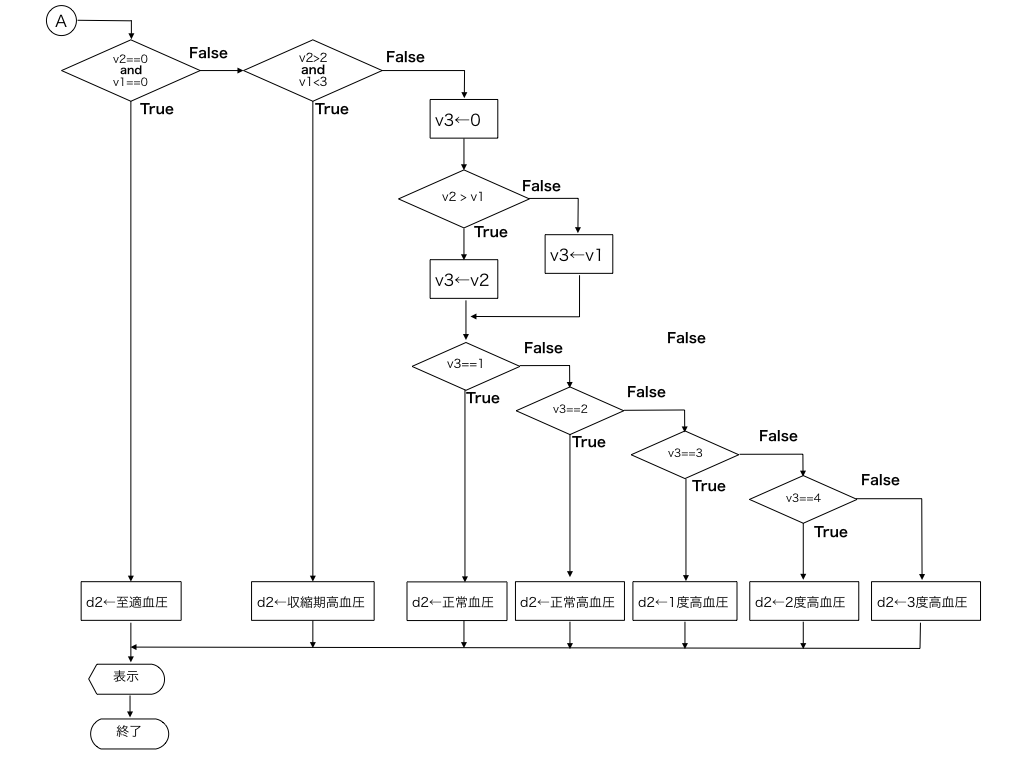 A
v2==0
and
v1==0
False
True
v2>2
and
v1<3
False
True
v3←0
v2 > v1
False
True
v3←v1
v3←v2
False
v3==1
False
True
v3==2
False
True
v3==3
False
True
v3==4
False
True
d2←至適血圧
d2←収縮期高血圧
d2←正常血圧
d2←正常高血圧
d2←1度高血圧
d2←2度高血圧
d2←3度高血圧
表示
終了